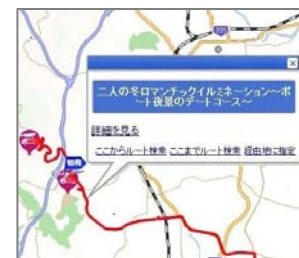 二人の冬ロマンチックイルミネーション～ポ
ート夜景のデートコース～
詳細を見る
ここからルート検索 ここまでルート検索 経由地に指定